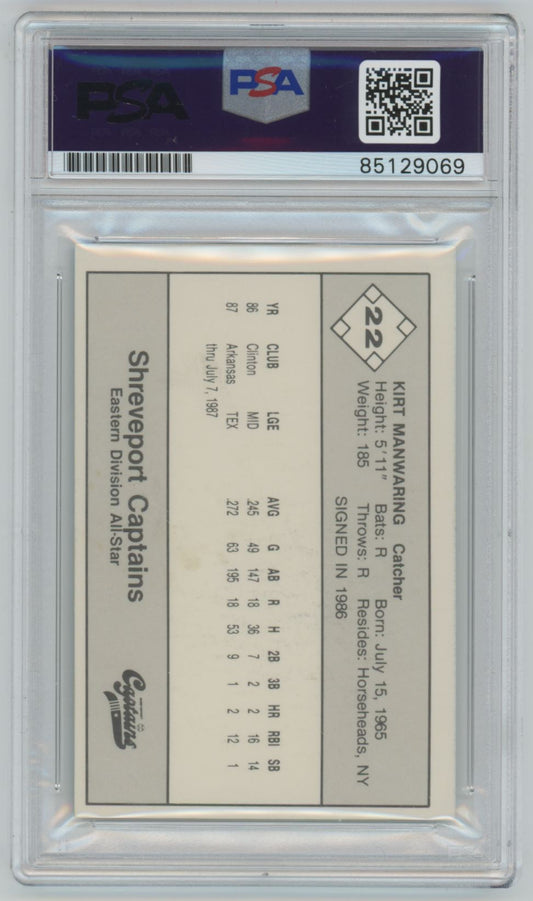 PSA
PSA
85129069
22
KIRT MANWARING Catcher
Height: 5'11" Bats: R Born: July 15, 1965
Weight: 185 Throws: R Resides: Horseheads, NY
SIGNED IN 1986
YR CLUB LGE AVG G AB R H 2B 3B HR RBI SB
86 Clinton MID .245 49 147 18 36 7 2 2 16 14
87 Arkansas TEX .272 63 195 18 53 9 1 2 12 1
thru July 7, 1987
Shreveport Captains
Eastern Division All-Star
Captains